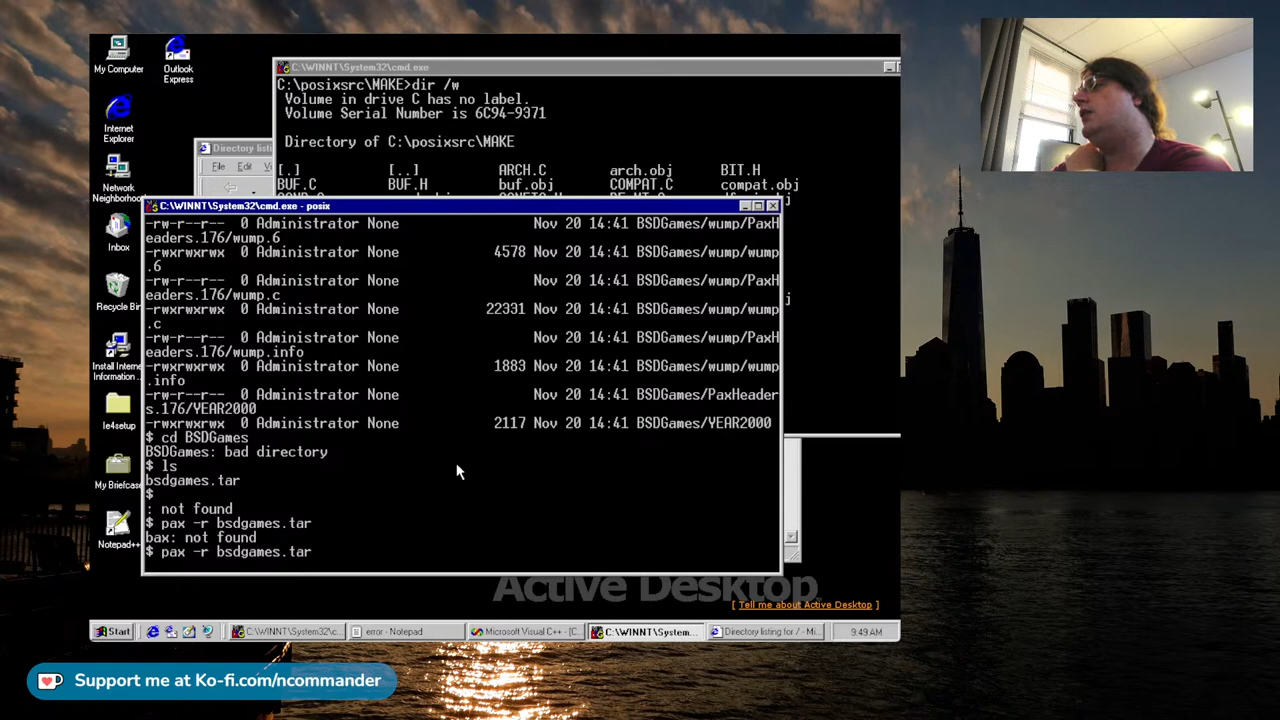 My Computer
Outlook
Express
Internet
Explorer
Network
Neighborhoo
Inbox
Recycle Bin
Install Interne
Information ...
Ie4setup
My Briefcas
Notepad++
C:\WINNT\System32\cmd.exe
C:\posixsrc\MAKE>dir /w
Volume in drive C has no label.
Volume Serial Number is 6C94-9371
Directory of C:\posixsrc\MAKE
[.] [..] ARCH.C arch.obj BIT.H
BUF.C BUF.H buf.obj COMPAT.C compat.obj
Directory listi
File Edit
C:\WINNT\System32\cmd.exe - posix
-rw-r--r-- 0 Administrator None Nov 20 14:41 BSDGames/wump/PaxH
eaders.176/wump.6
-rwxrwxrwx 0 Administrator None 4578 Nov 20 14:41 BSDGames/wump/wump
.6
-rw-r--r-- 0 Administrator None Nov 20 14:41 BSDGames/wump/PaxH
eaders.176/wump.c
-rwxrwxrwx 0 Administrator None 22331 Nov 20 14:41 BSDGames/wump/wump
.c
-rw-r--r-- 0 Administrator None Nov 20 14:41 BSDGames/wump/PaxH
eaders.176/wump.info
-rwxrwxrwx 0 Administrator None 1883 Nov 20 14:41 BSDGames/wump/wump
.info
-rw-r--r-- 0 Administrator None Nov 20 14:41 BSDGames/PaxHeader
s.176/YEAR2000
-rwxrwxrwx 0 Administrator None 2117 Nov 20 14:41 BSDGames/YEAR2000
$ cd BSDGames
BSDGames: bad directory
$ ls
bsdgames.tar
$
: not found
$ pax -r bsdgames.tar
bax: not found
$ pax -r bsdgames.tar
Active Desktop
[ Tell me about Active Desktop ]
Start
C:\WINNT\System32\c...
error - Notepad
Microsoft Visual C++ - [C...
C:\WINNT\System...
Directory listing for / - Mi...
9:49 AM
Support me at Ko-fi.com/ncommander